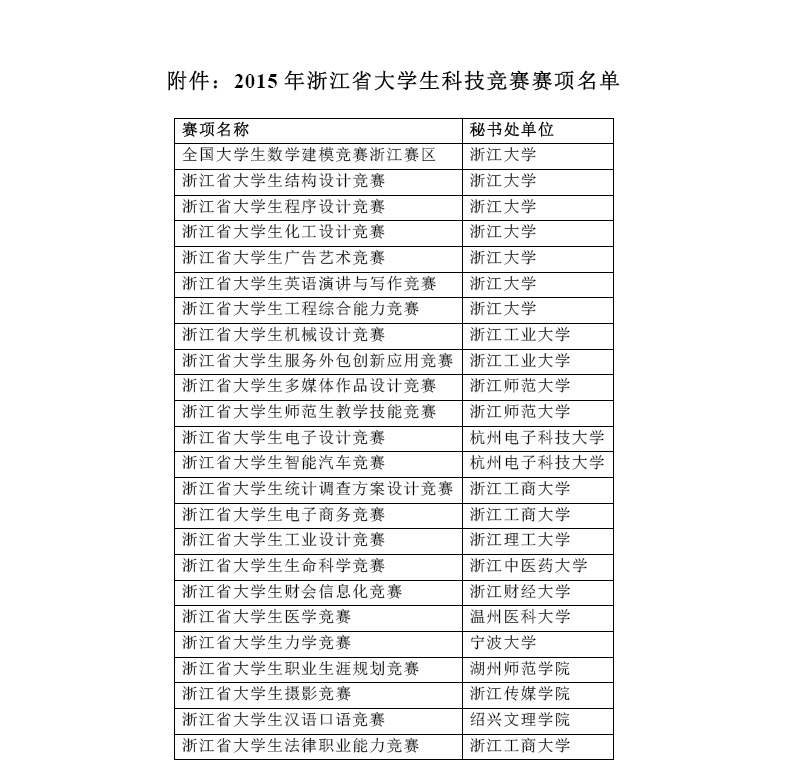 附件：2015 年浙江省大学生科技竞赛赛项名单
赛项名称 秘书处单位
全国大学生数学建模竞赛浙江赛区 浙江大学
浙江省大学生结构设计竞赛 浙江大学
浙江省大学生程序设计竞赛 浙江大学
浙江省大学生化工设计竞赛 浙江大学
浙江省大学生广告艺术竞赛 浙江大学
浙江省大学生英语演讲与写作竞赛 浙江大学
浙江省大学生工程综合能力竞赛 浙江大学
浙江省大学生机械设计竞赛 浙江工业大学
浙江省大学生服务外包创新应用竞赛 浙江工业大学
浙江省大学生多媒体作品设计竞赛 浙江师范大学
浙江省大学生师范生教学技能竞赛 浙江师范大学
浙江省大学生电子设计竞赛 杭州电子科技大学
浙江省大学生智能汽车竞赛 杭州电子科技大学
浙江省大学生统计调查方案设计竞赛 浙江工商大学
浙江省大学生电子商务竞赛 浙江工商大学
浙江省大学生工业设计竞赛 浙江理工大学
浙江省大学生生命科学竞赛 浙江中医药大学
浙江省大学生财会信息化竞赛 浙江财经大学
浙江省大学生医学竞赛 温州医科大学
浙江省大学生力学竞赛 宁波大学
浙江省大学生职业生涯规划竞赛 湖州师范学院
浙江省大学生摄影竞赛 浙江传媒学院
浙江省大学生汉语口语竞赛 绍兴文理学院
浙江省大学生法律职业能力竞赛 浙江工商大学